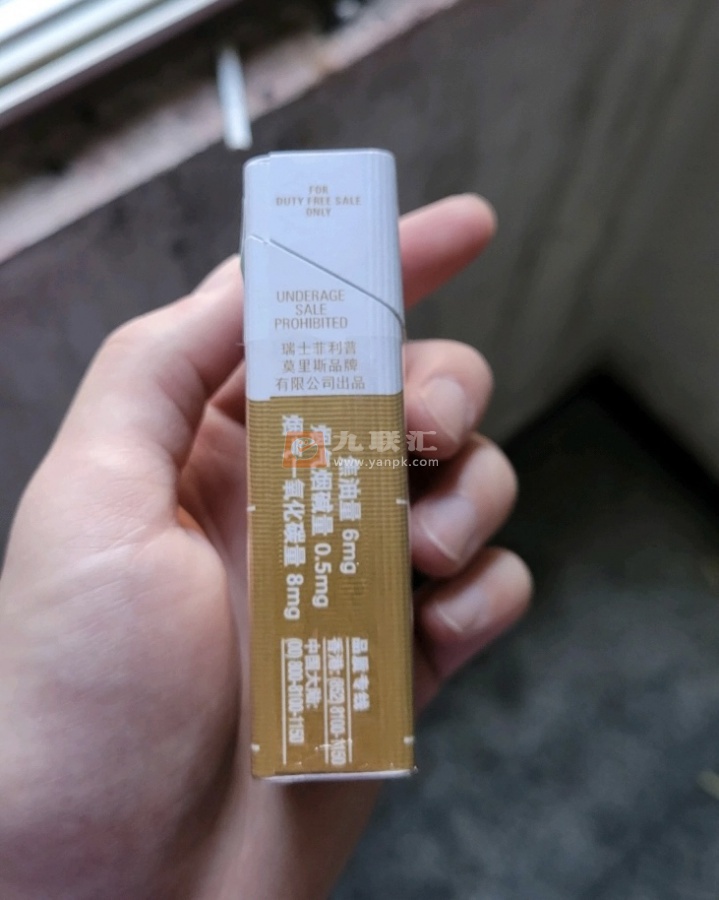 FOR
DUTY FREE SALE
ONLY
UNDERAGE
SALE
PROHIBITED
瑞士菲利普
莫里斯品牌
有限公司出品
九联汇
www.yanpk.com
焦油量 6mg
烟碱量 0.5mg
一氧化碳量 8mg
品质专线
香港:
中国大陆: